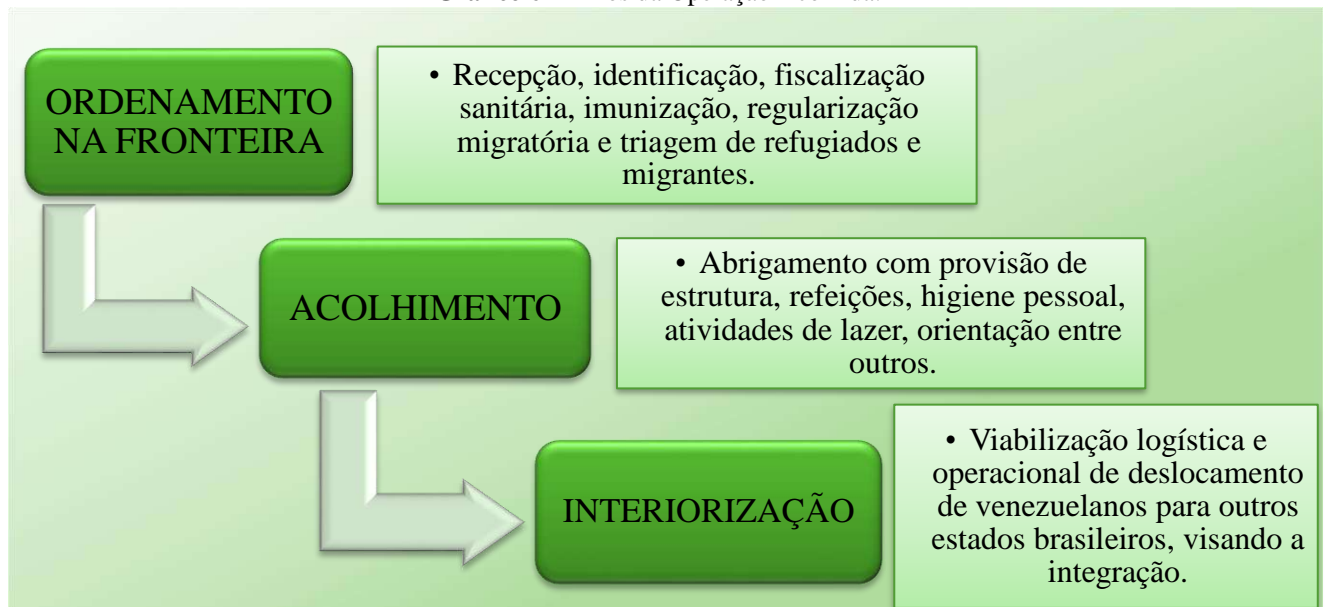 ORDENAMENTO
NA FRONTEIRA
• Recepção, identificação, fiscalização
sanitária, imunização, regularização
migratória e triagem de refugiados e
migrantes.
ACOLHIMENTO
• Abrigamento com provisão de
estrutura, refeições, higiene pessoal,
atividades de lazer, orientação entre
outros.
INTERIORIZAÇÃO
• Viabilização logística e
operacional de deslocamento
de venezuelanos para outros
estados brasileiros, visando a
integração.